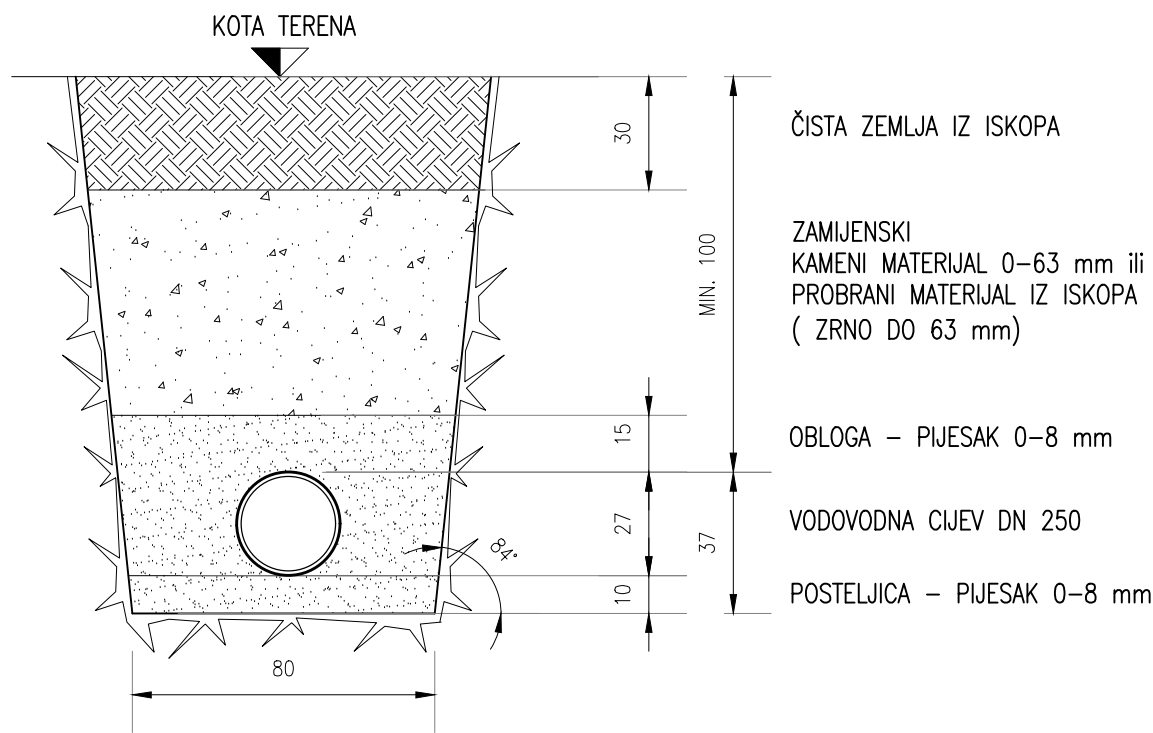 KOTA TERENA
30
ČISTA ZEMLJA IZ ISKOPA
MIN. 100
ZAMIJENSKI
KAMENI MATERIJAL 0-63 mm ili
PROBRANI MATERIJAL IZ ISKOPA
( ZRNO DO 63 mm)
15
OBLOGA - PIJESAK 0-8 mm
27
37
VODOVODNA CIJEV DN 250
84°
10
POSTELJICA - PIJESAK 0-8 mm
80